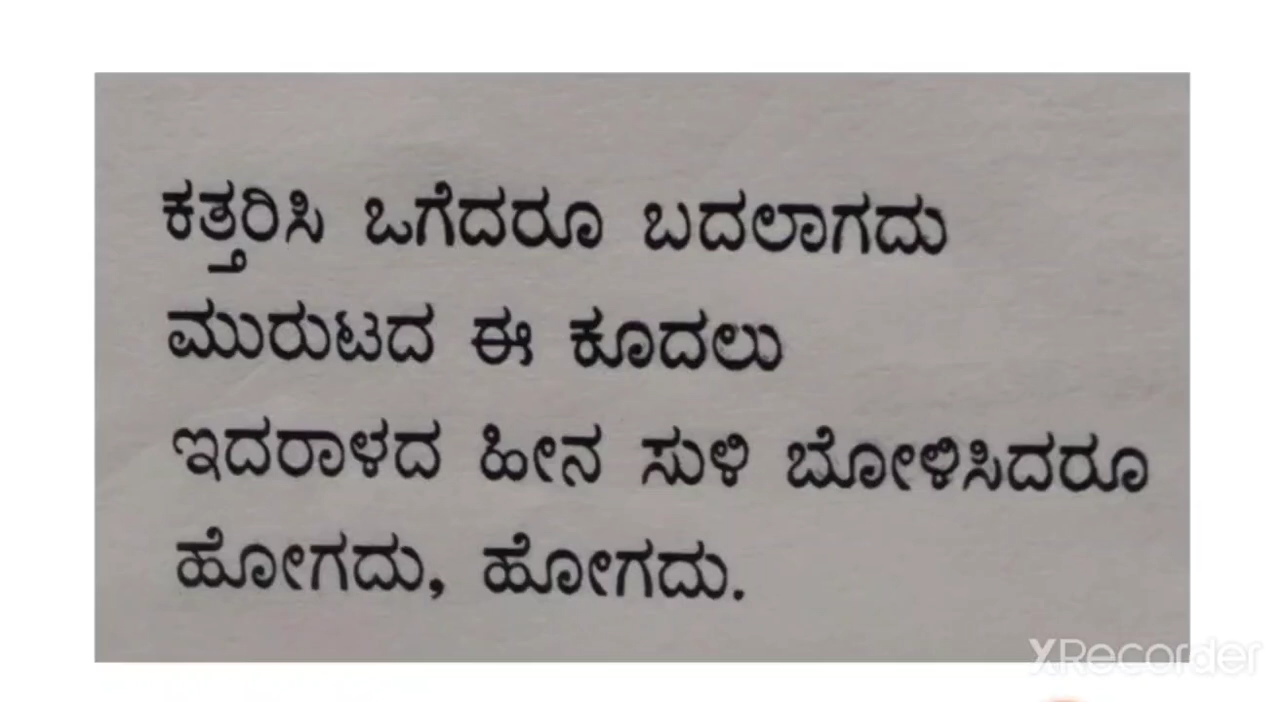 ಕತ್ತರಿಸಿ ಒಗೆದರೂ ಬದಲಾಗದು
ಮುರುಟದ ಈ ಕೂದಲು
ಇದರಾಳದ ಹೀನ ಸುಳಿ ಬೋಳಿಸಿದರೂ
ಹೋಗದು, ಹೋಗದು.
XRecorder